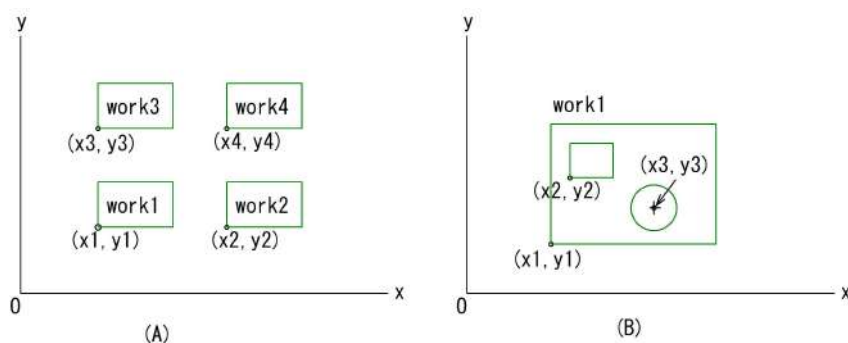 y
work3
work4
(x3, y3)
(x4, y4)
work1
work2
(x1, y1)
(x2, y2)
0
x
(A)
y
work1
(x3, y3)
(x2, y2)
(x1, y1)
0
x
(B)